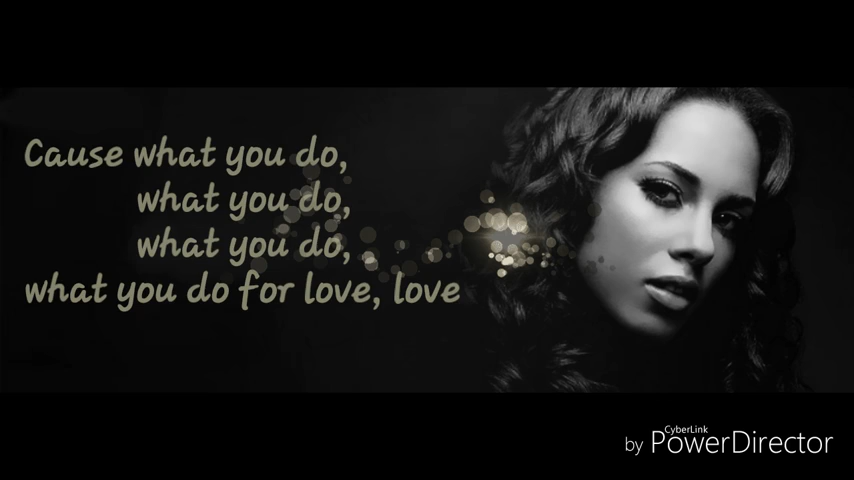 Cause what you do,
what you do,
what you do,
what you do for love, love
by CyberLink PowerDirector